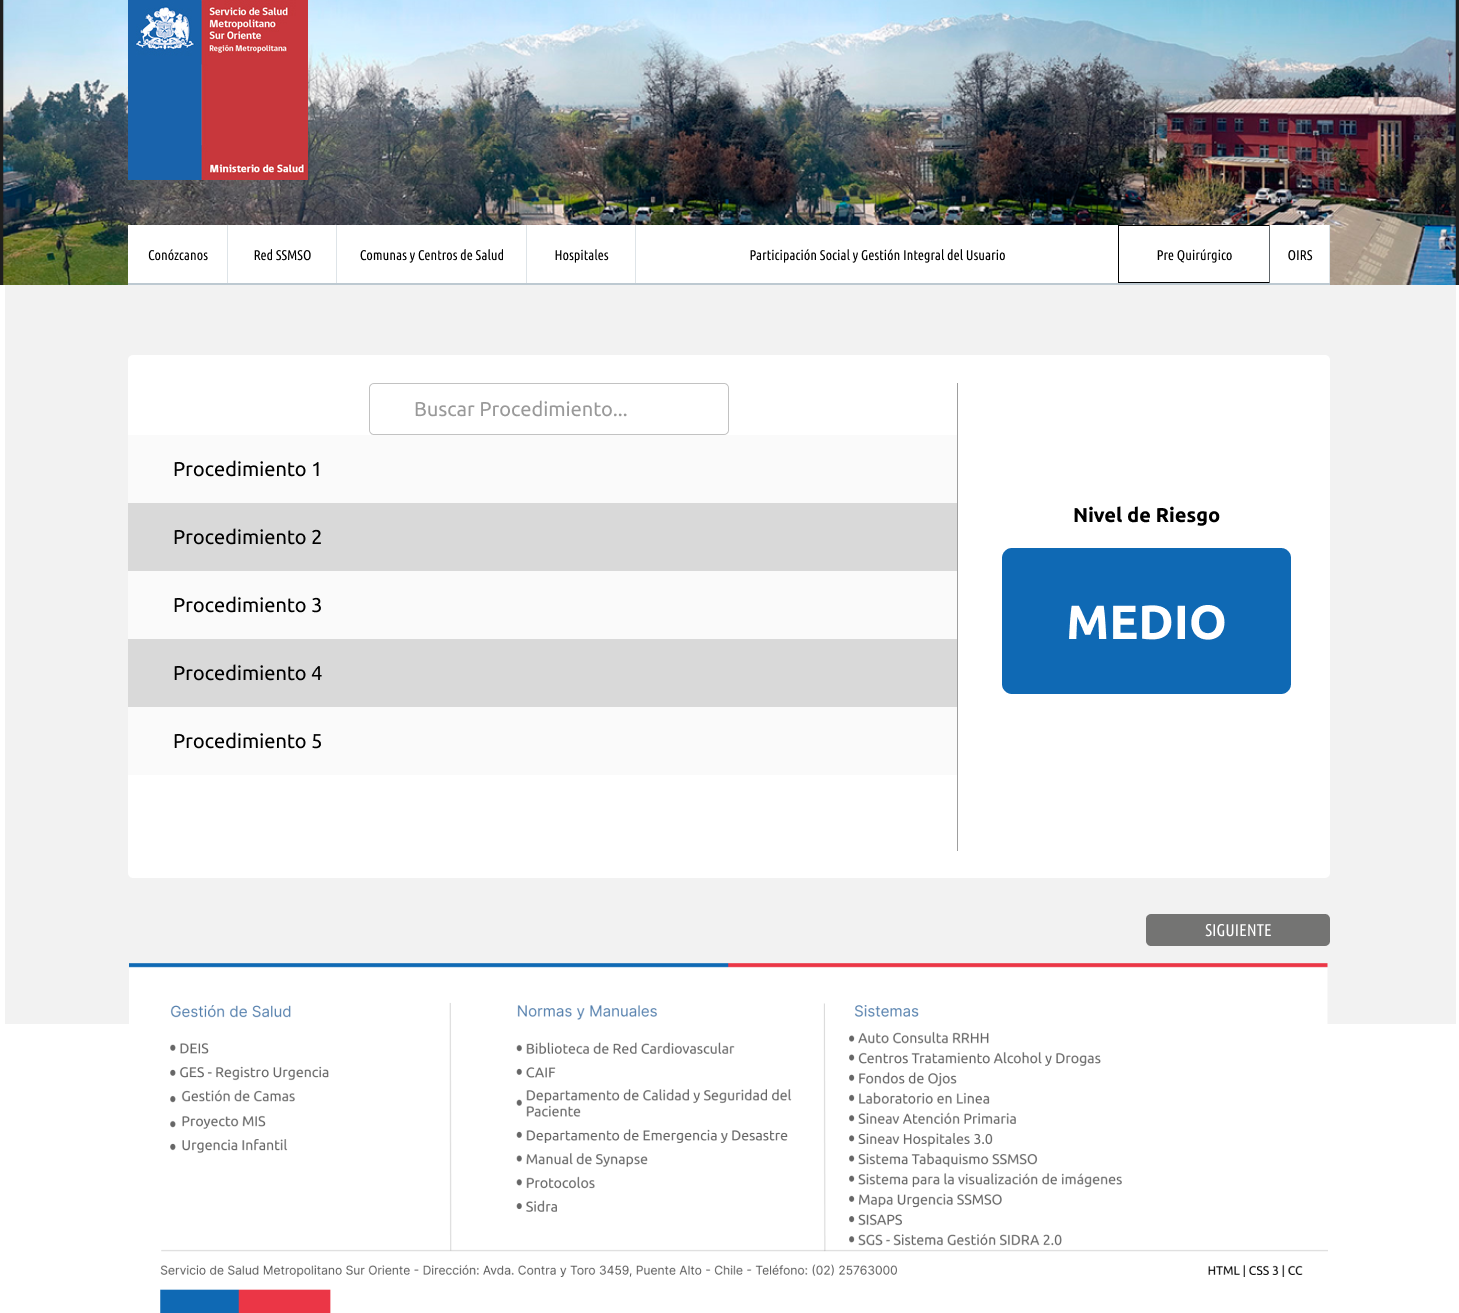 Servicio de Salud
Metropolitano
Sur Oriente
Región Metropolitana
Ministerio de Salud
Conózcanos
Red SSMSO
Comunas y Centros de Salud
Hospitales
Participación Social y Gestión Integral del Usuario
Pre Quirúrgico
OIRS
Buscar Procedimiento...
Procedimiento 1
Procedimiento 2
Procedimiento 3
Procedimiento 4
Procedimiento 5
Nivel de Riesgo
MEDIO
SIGUIENTE
Gestión de Salud
• DEIS
• GES - Registro Urgencia
• Gestión de Camas
• Proyecto MIS
• Urgencia Infantil
Normas y Manuales
• Biblioteca de Red Cardiovascular
• CAIF
• Departamento de Calidad y Seguridad del
Paciente
• Departamento de Emergencia y Desastre
• Manual de Synapse
• Protocolos
• Sidra
Sistemas
• Auto Consulta RRHH
• Centros Tratamiento Alcohol y Drogas
• Fondos de Ojos
• Laboratorio en Linea
• Sineav Atención Primaria
• Sineav Hospitales 3.0
• Sistema Tabaquismo SSMSO
• Sistema para la visualización de imágenes
• Mapa Urgencia SSMSO
• SISAPS
• SGS - Sistema Gestión SIDRA 2.0
Servicio de Salud Metropolitano Sur Oriente - Dirección: Avda. Contra y Toro 3459, Puente Alto - Chile - Teléfono: (02) 25763000
HTML | CSS 3 | CC